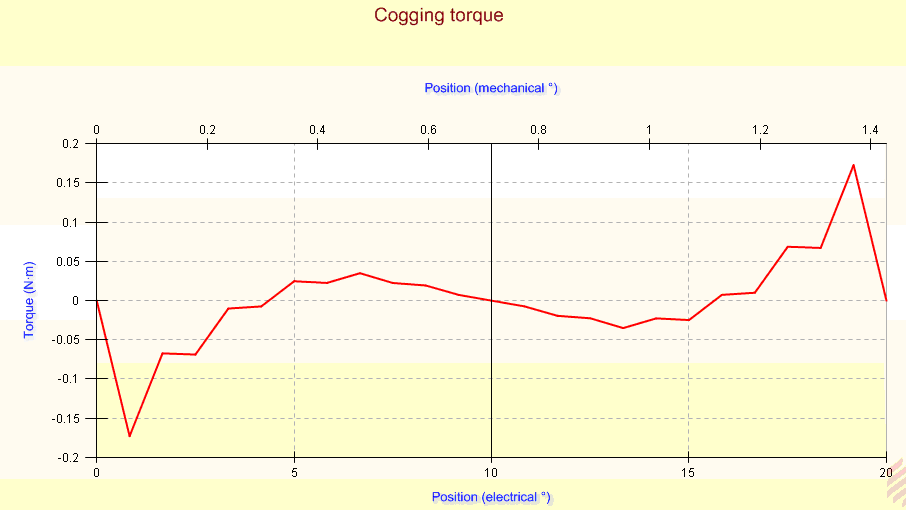 Cogging torque
Position (mechanical °)
0 0.2 0.4 0.6 0.8 1 1.2 1.4
0.2
0.15
0.1
0.05
0
-0.05
-0.1
-0.15
-0.2
Torque (N·m)
0 5 10 15 20
Position (electrical °)